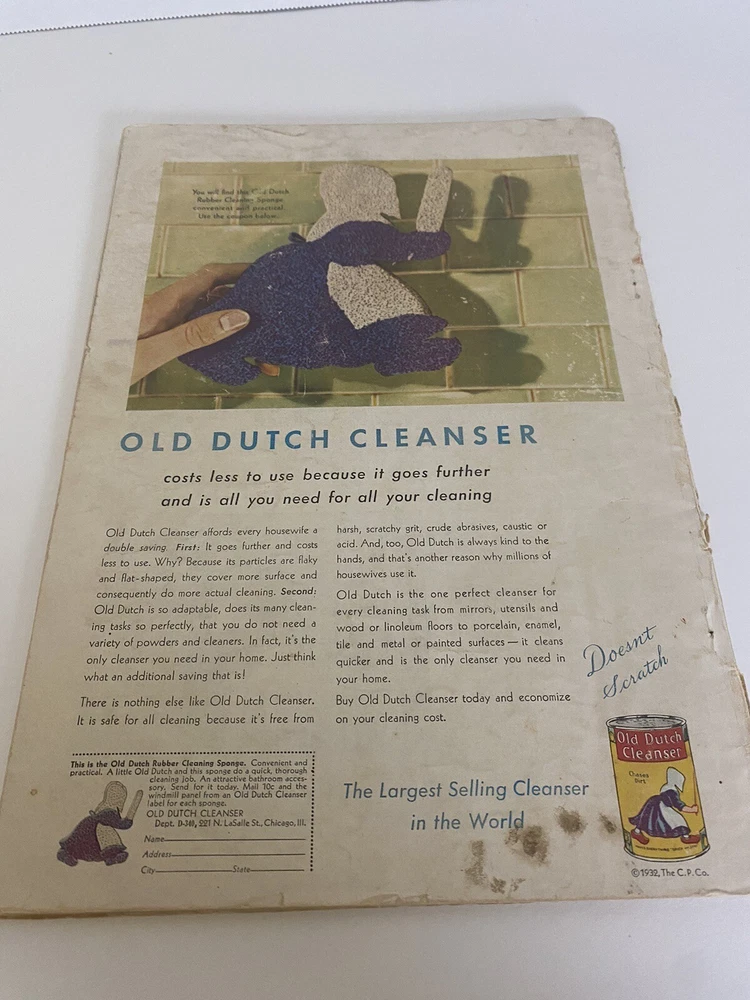 You will find this Old Dutch
Rubber Cleaning Sponge
convenient and practical.
Use the coupon below.
OLD DUTCH CLEANSER
costs less to use because it goes further
and is all you need for all your cleaning
Old Dutch Cleanser affords every housewife a
double saving. First: It goes further and costs
less to use. Why? Because its particles are flaky
and flat-shaped, they cover more surface and
consequently do more actual cleaning. Second:
Old Dutch is so adaptable, does its many clean-
ing tasks so perfectly, that you do not need a
variety of powders and cleaners. In fact, it's the
only cleanser you need in your home. Just think
what an additional saving that is!
There is nothing else like Old Dutch Cleanser.
It is safe for all cleaning because it's free from
harsh, scratchy grit, crude abrasives, caustic or
acid. And, too, Old Dutch is always kind to the
hands, and that's another reason why millions of
housewives use it.
Old Dutch is the one perfect cleanser for
every cleaning task from mirrors, utensils and
wood or linoleum floors to porcelain, enamel,
tile and metal or painted surfaces — it cleans
quicker and is the only cleanser you need in
your home.
Buy Old Dutch Cleanser today and economize
on your cleaning cost.
Doesn't
Scratch
This is the Old Dutch Rubber Cleaning Sponge. Convenient and
practical. A little Old Dutch and this sponge do a quick, thorough
cleaning job. An attractive bathroom acces-
sory. Send for it today. Mail 10c and the
windmill panel from an Old Dutch Cleanser
label for each sponge.
OLD DUTCH CLEANSER
Dept. D-340, 221 N. LaSalle St., Chicago, Ill.
Name
Address
City State
The Largest Selling Cleanser
in the World
Old Dutch
Cleanser
Chases
Dirt
©1932, The C. P. Co.